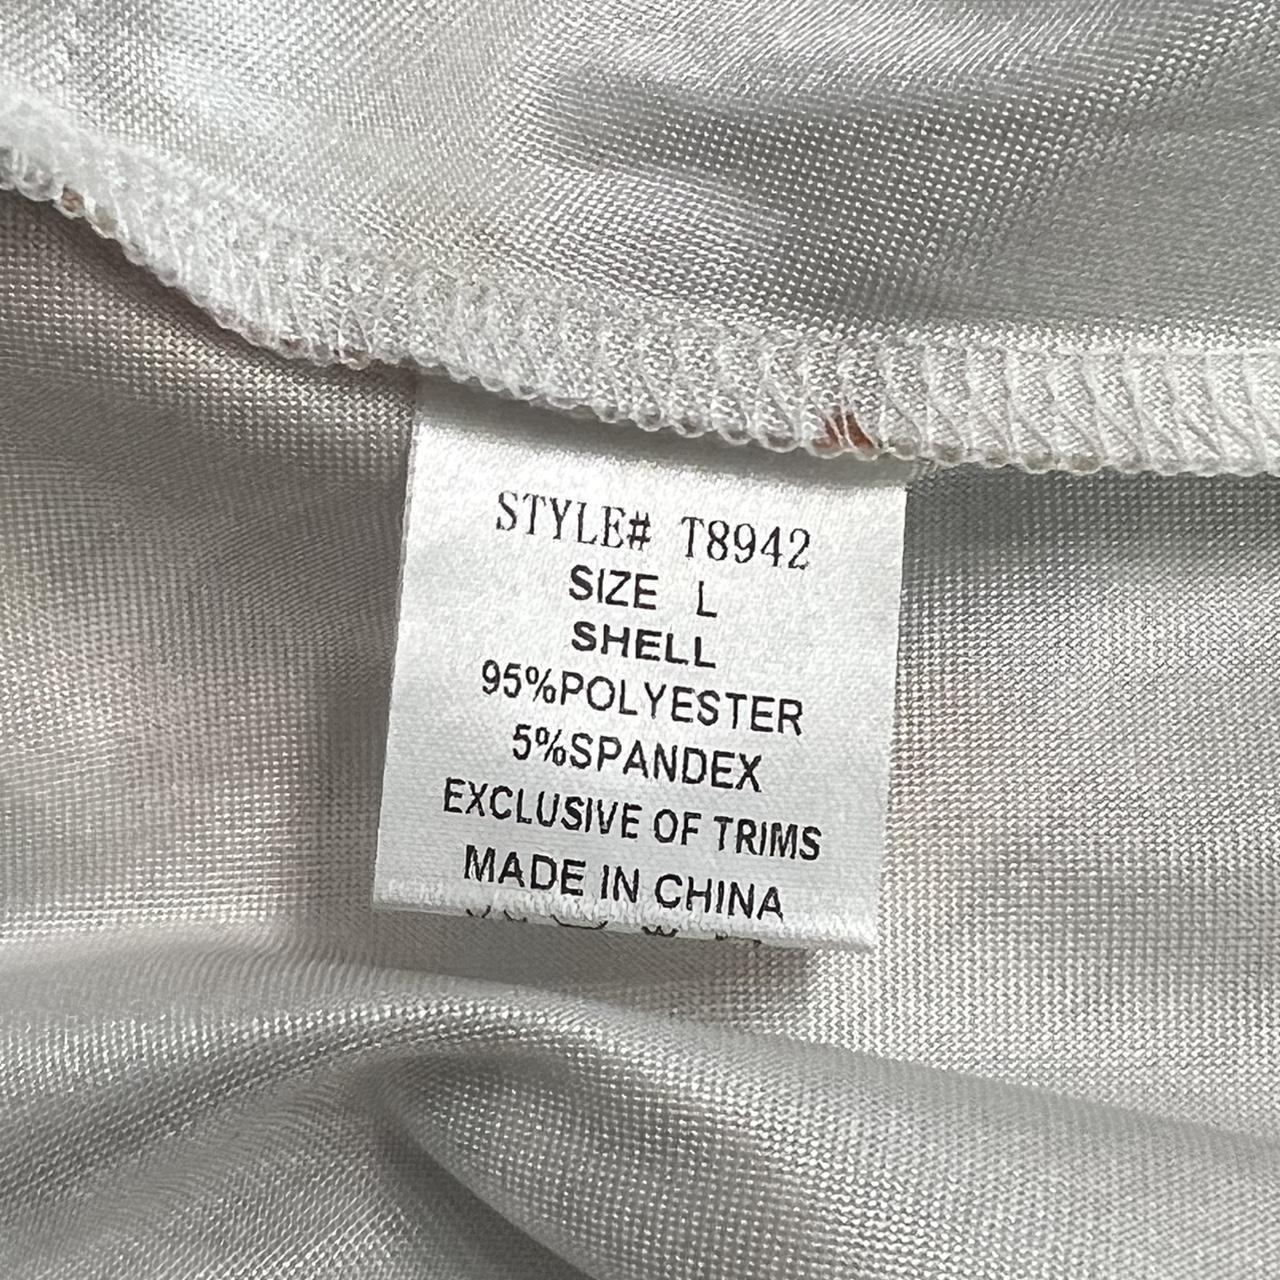 STYLE# T8942
SIZE L
SHELL
95%POLYESTER
5%SPANDEX
EXCLUSIVE OF TRIMS
MADE IN CHINA